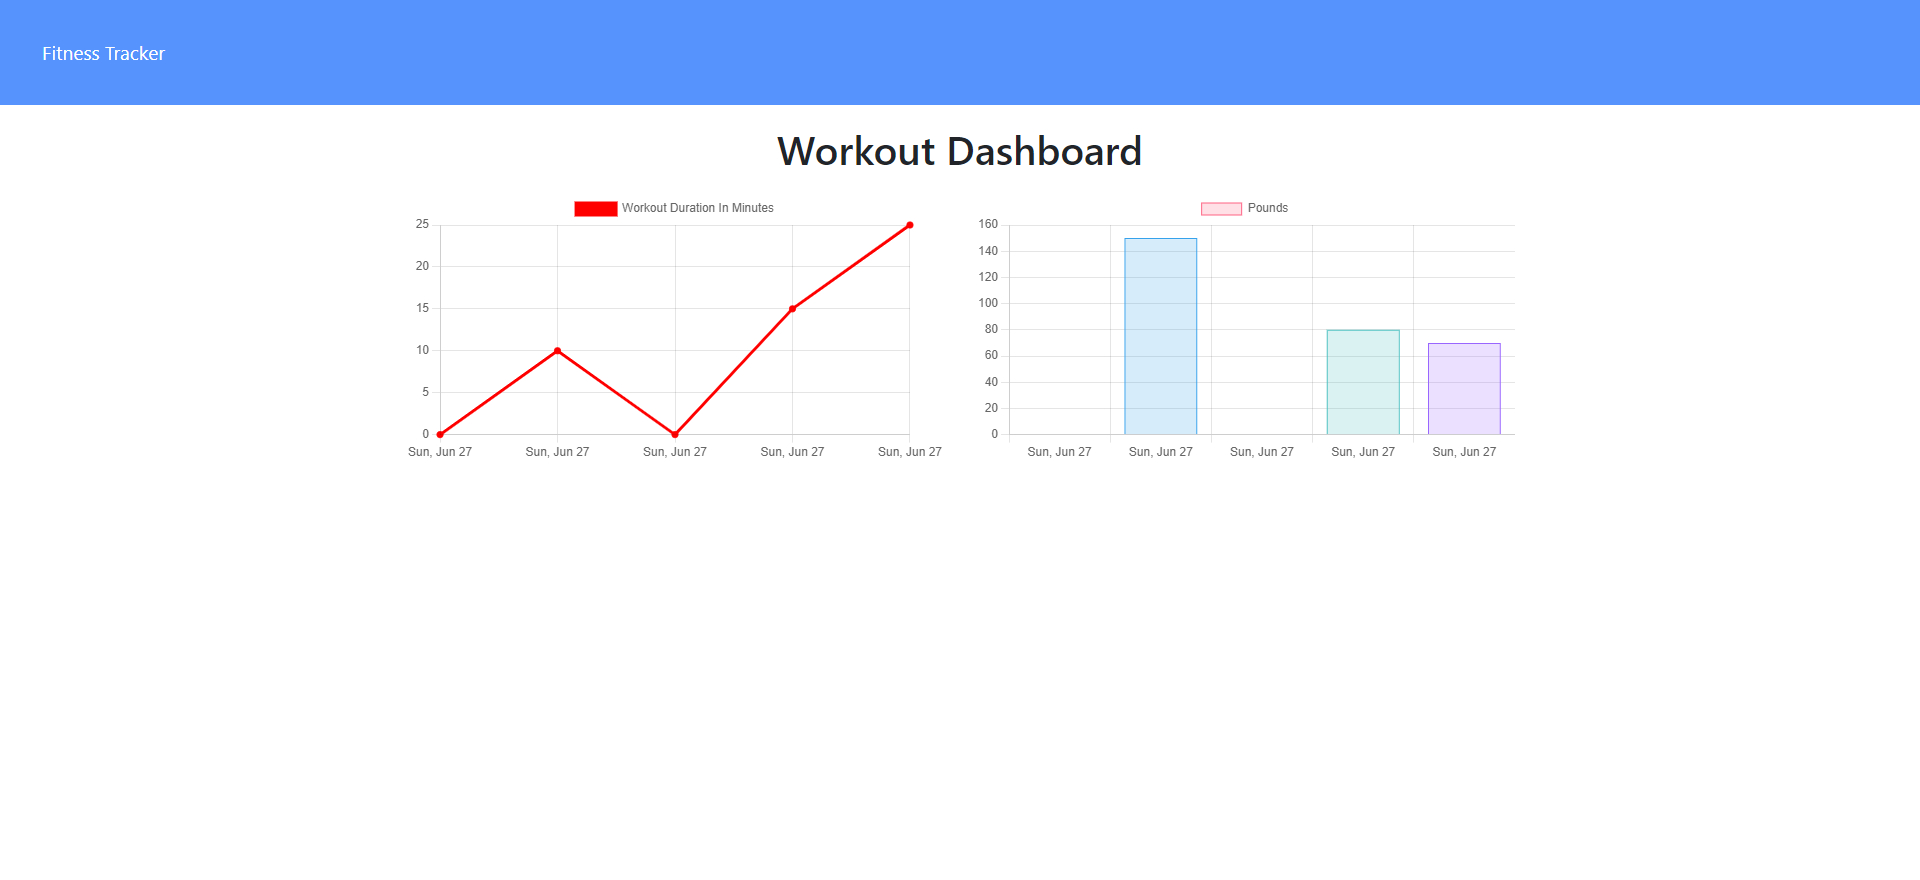 Fitness Tracker
Workout Dashboard
Workout Duration In Minutes
25
20
15
10
5
0
Sun, Jun 27 Sun, Jun 27 Sun, Jun 27 Sun, Jun 27 Sun, Jun 27
Pounds
160
140
120
100
80
60
40
20
0
Sun, Jun 27 Sun, Jun 27 Sun, Jun 27 Sun, Jun 27 Sun, Jun 27